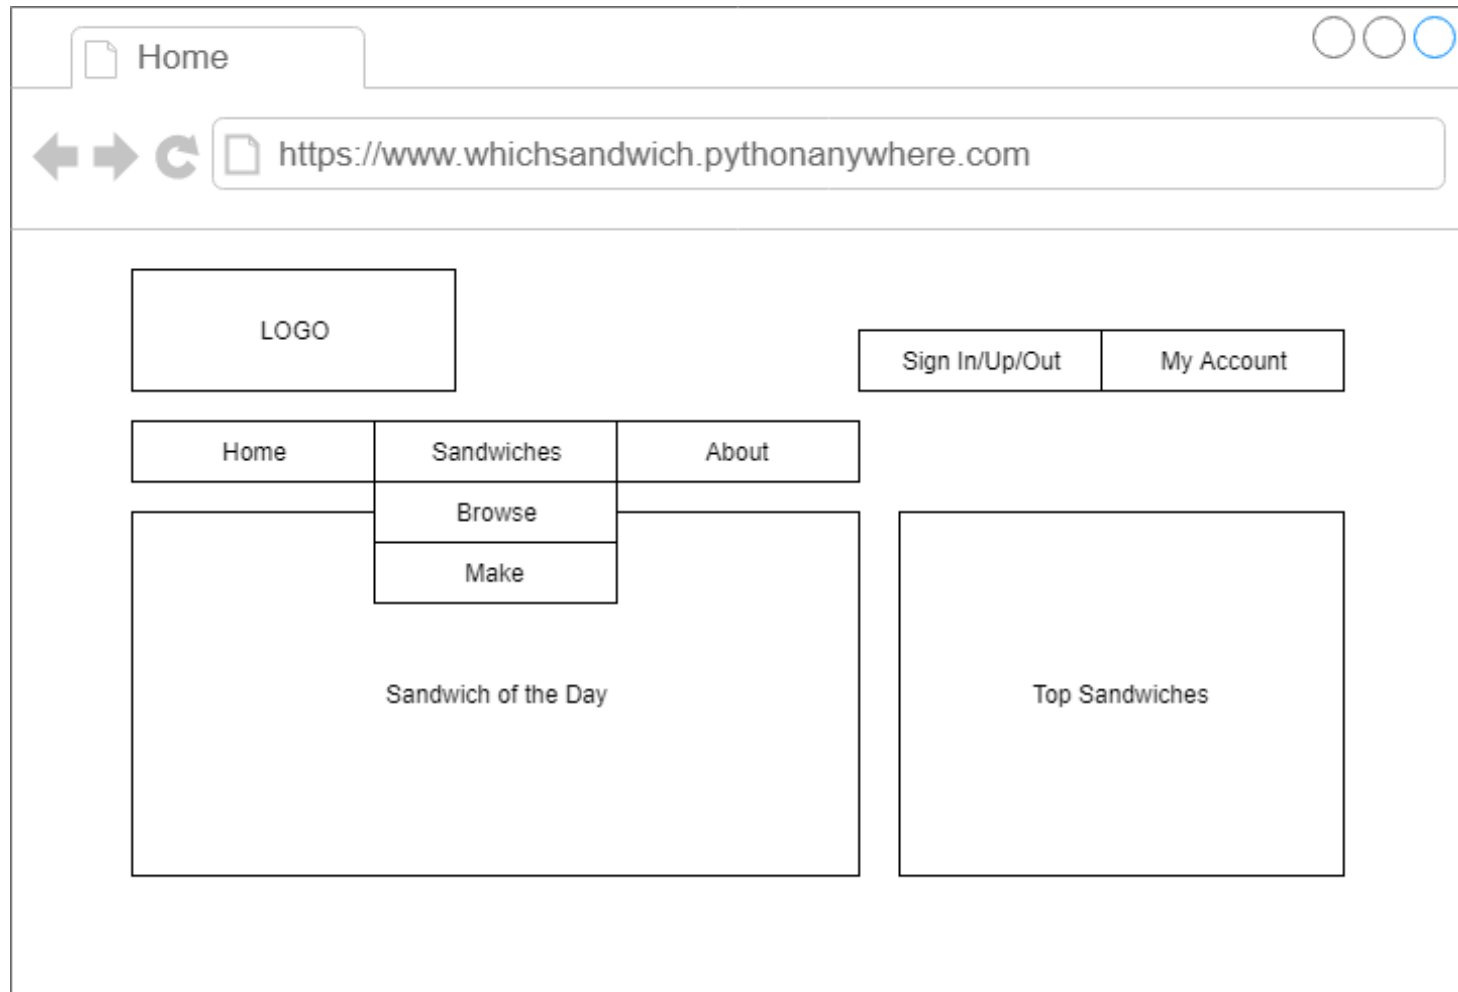 Home
https://www.whichsandwich.pythonanywhere.com
LOGO
Sign In/Up/Out
My Account
Home
Sandwiches
About
Browse
Make
Sandwich of the Day
Top Sandwiches